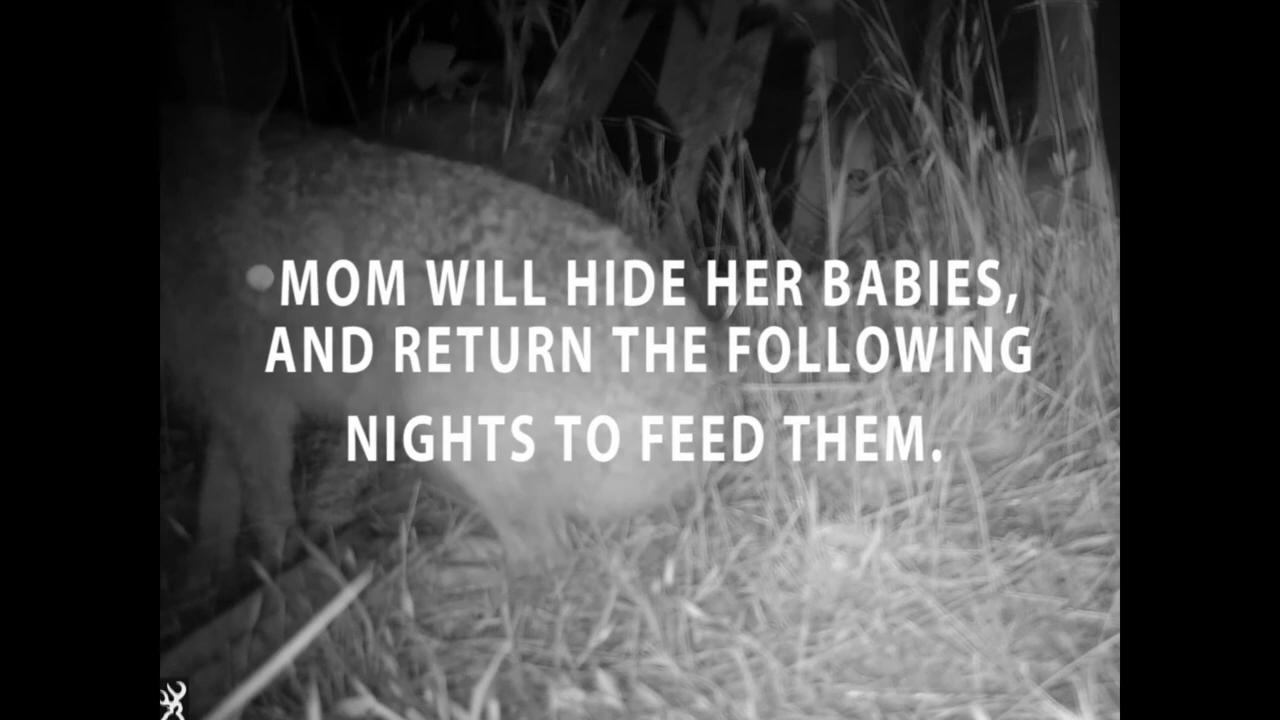 MOM WILL HIDE HER BABIES,
AND RETURN THE FOLLOWING
NIGHTS TO FEED THEM.